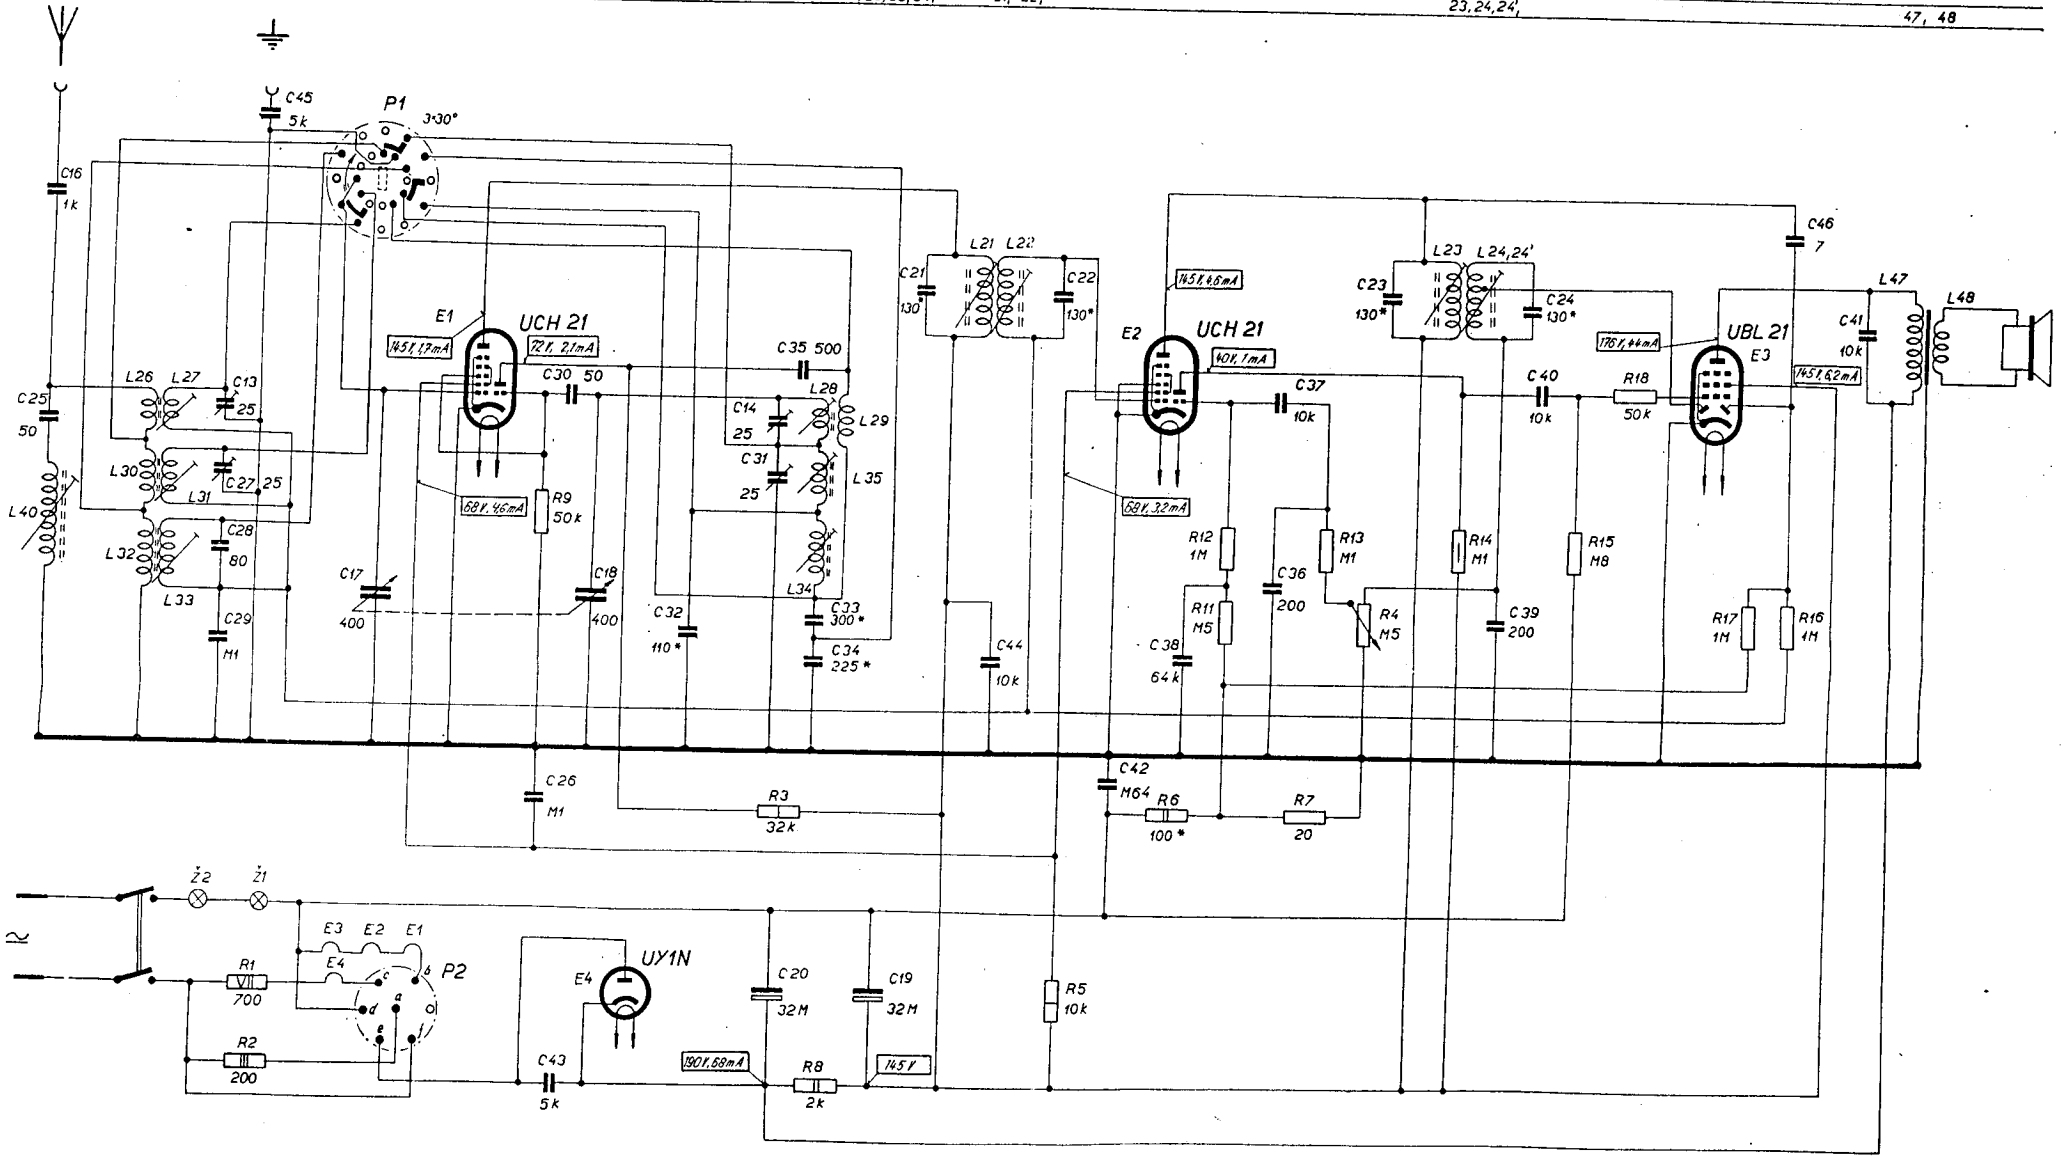 23,24,24',
47, 48
C45
5k
P1
3·30°
C16
1k
C46
7
L21
L22
C21
130*
C22
130*
L23
L24,24'
C23
130*
C24
130*
L47
L48
145V, 4,6mA
E1
UCH 21
145V, 1,7mA
72V, 2,1mA
C35
500
E2
UCH 21
40V, 1mA
176V, 44mA
UBL 21
E3
C41
10k
145V, 6,2mA
L26
L27
C13
25
C25
50
C30
50
L28
L29
C14
25
C37
10k
C40
10k
R18
50k
L30
L31
C27
25
C31
25
L35
L40
68V, 4,6mA
R9
50k
68V, 3,2mA
L32
L33
C28
80
R12
1M
R13
M1
R14
M1
R15
M8
C17
400
C18
400
L34
C33
300*
C36
200
C29
M1
C32
110*
C34
225*
C44
10k
R11
M5
C38
64k
R4
M5
C39
200
R17
1M
R16
1M
C26
M1
R3
32k
C42
M64
R6
100*
R7
20
Ž2
Ž1
E3
E2
E1
R1
700
E4
P2
c
b
a
d
e
f
UY1N
E4
C20
32M
C19
32M
R5
10k
R2
200
C43
5k
190V, 68mA
R8
2k
145V